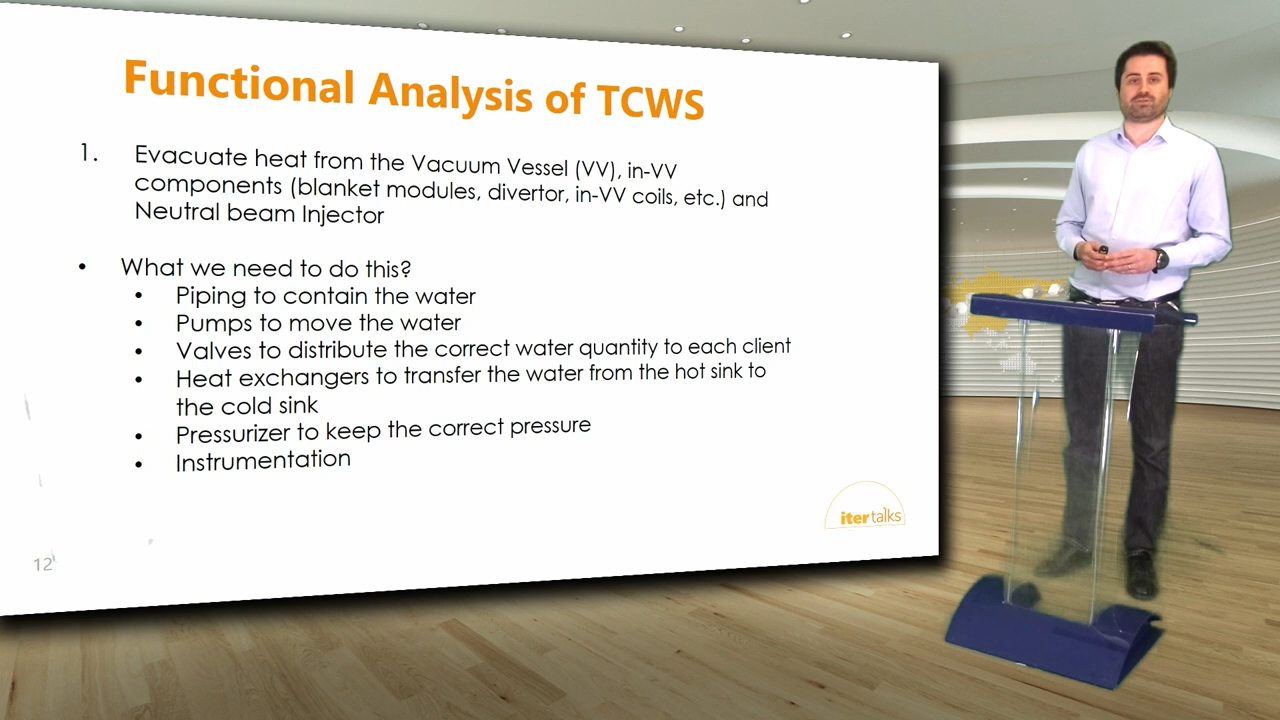 Functional Analysis of TCWS
1. Evacuate heat from the Vacuum Vessel (VV), in-VV
components (blanket modules, divertor, in-VV coils, etc.) and
Neutral beam Injector
• What we need to do this?
• Piping to contain the water
• Pumps to move the water
• Valves to distribute the correct water quantity to each client
• Heat exchangers to transfer the water from the hot sink to
the cold sink
• Pressurizer to keep the correct pressure
• Instrumentation
iter talks
12